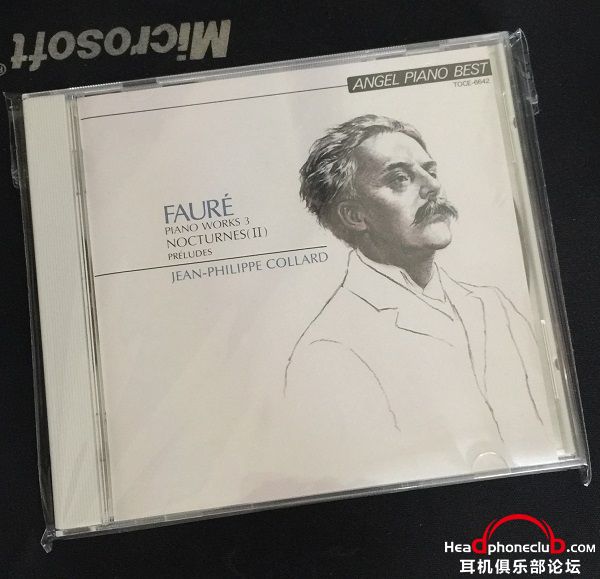 Microsoft®
ANGEL PIANO BEST
TOCE-6642
FAURÉ
PIANO WORKS 3
NOCTURNES(II)
PRÉLUDES
JEAN-PHILIPPE COLLARD
Headphoneclub.com
耳机俱乐部论坛